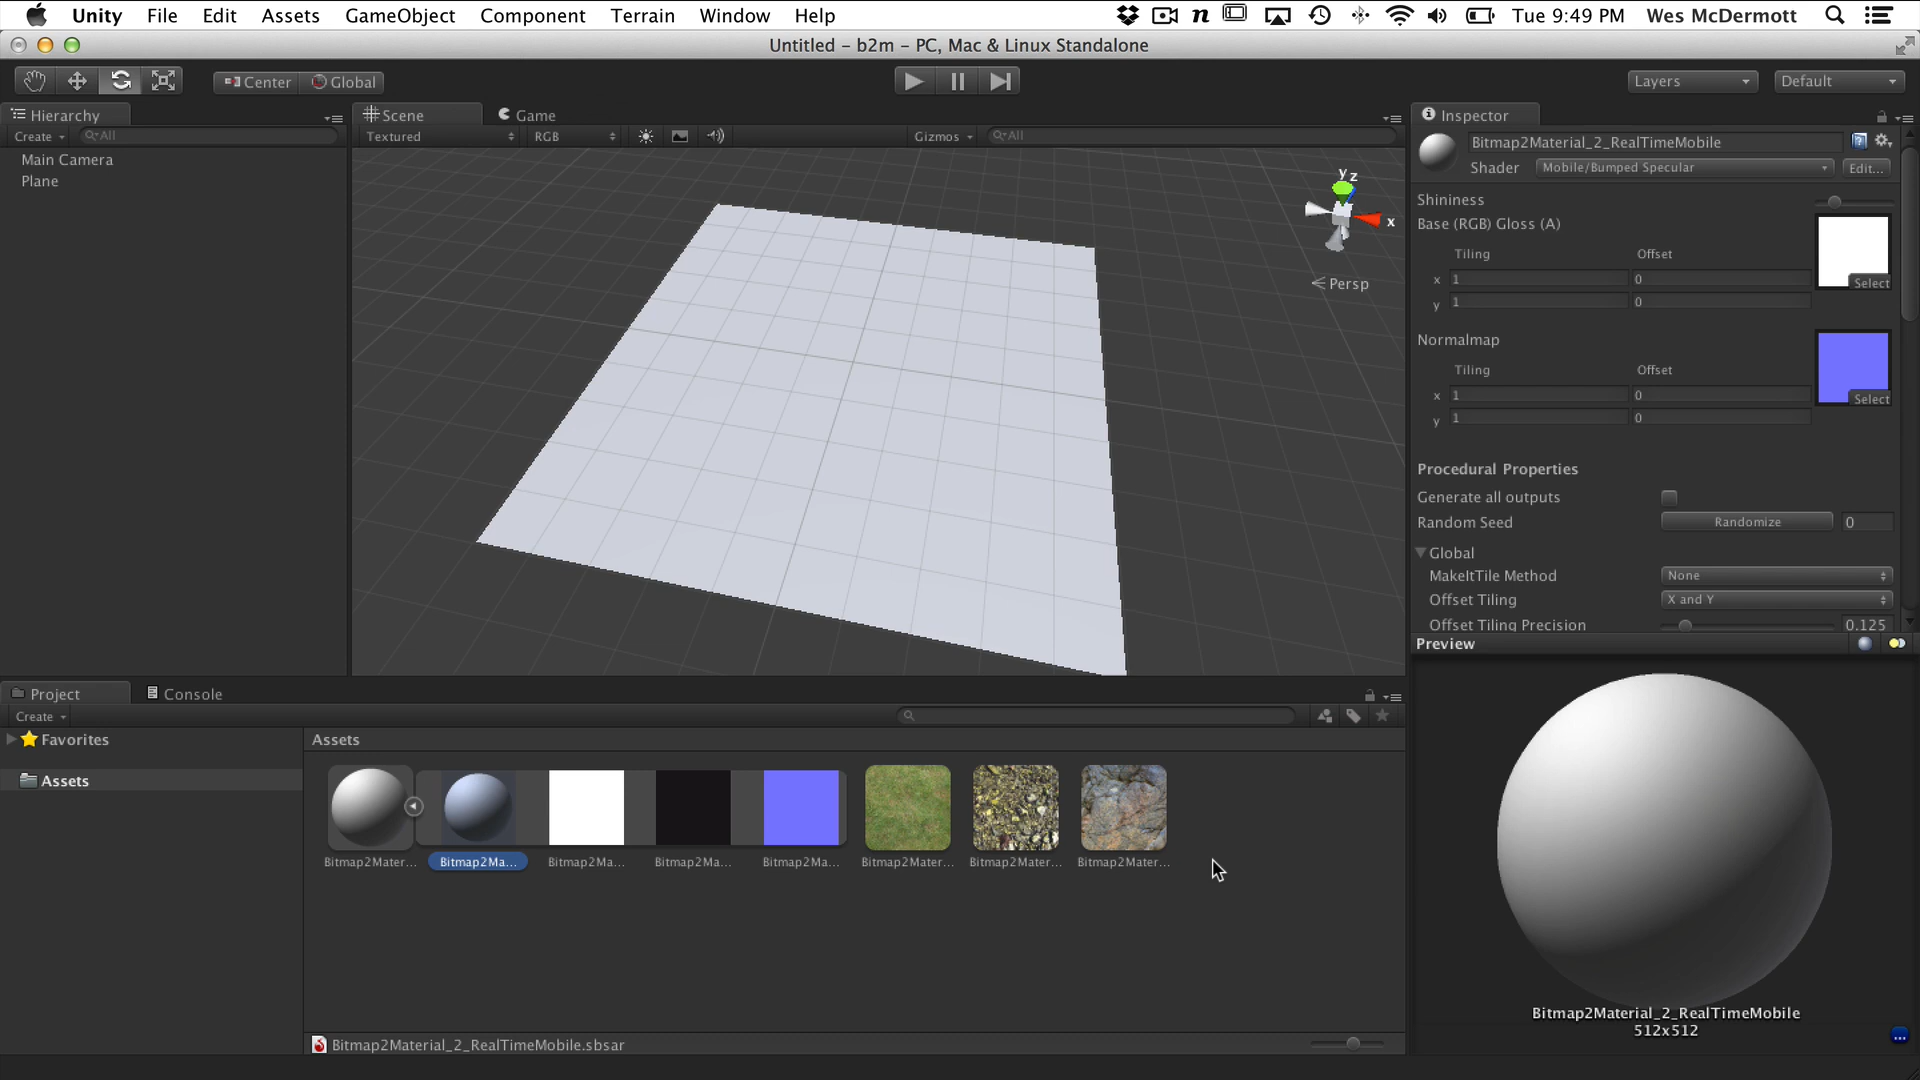 Unity File Edit Assets GameObject Component Terrain Window Help Tue 9:49 PM Wes McDermott
Untitled – b2m – PC, Mac & Linux Standalone
Center Global Layers Default
Hierarchy
Create All
Main Camera
Plane
Scene Game
Textured RGB Gizmos All
y z
x
Persp
Inspector
Bitmap2Material_2_RealTimeMobile
Shader Mobile/Bumped Specular Edit...
Shininess
Base (RGB) Gloss (A)
Tiling Offset
x 1 0
y 1 0
Select
Normalmap
Tiling Offset
x 1 0
y 1 0
Select
Procedural Properties
Generate all outputs
Random Seed Randomize 0
Global
MakeItTile Method None
Offset Tiling X and Y
Offset Tiling Precision 0.125
Preview
Bitmap2Material_2_RealTimeMobile
512x512
Project Console
Create
Favorites
Assets
Assets
Bitmap2Mater... Bitmap2Ma... Bitmap2Ma... Bitmap2Ma... Bitmap2Ma... Bitmap2Mater... Bitmap2Mater... Bitmap2Mater...
Bitmap2Material_2_RealTimeMobile.sbsar